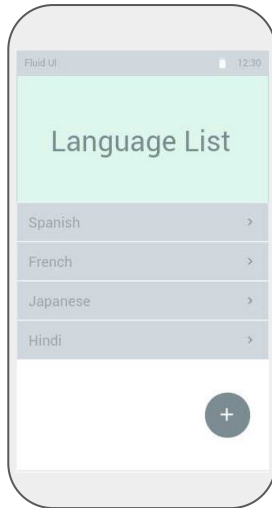 Fluid UI 12:30
Language List
Spanish
French
Japanese
Hindi
+